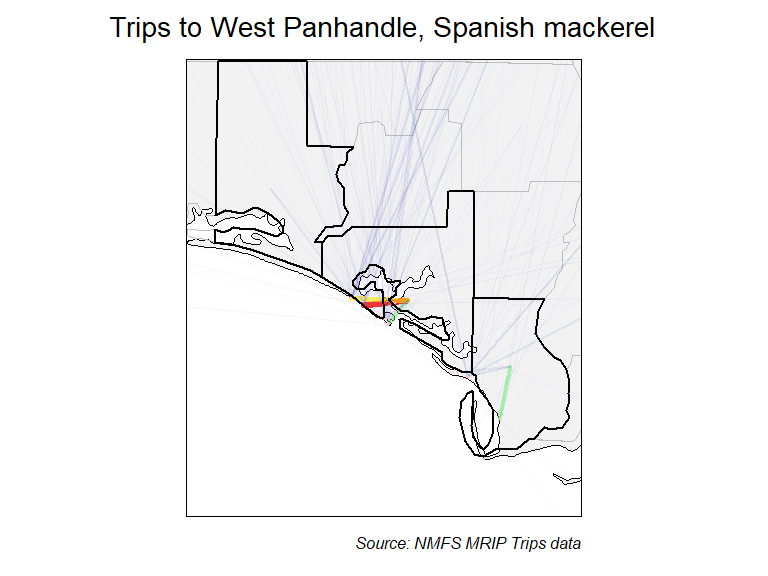 Trips to West Panhandle, Spanish mackerel
Source: NMFS MRIP Trips data